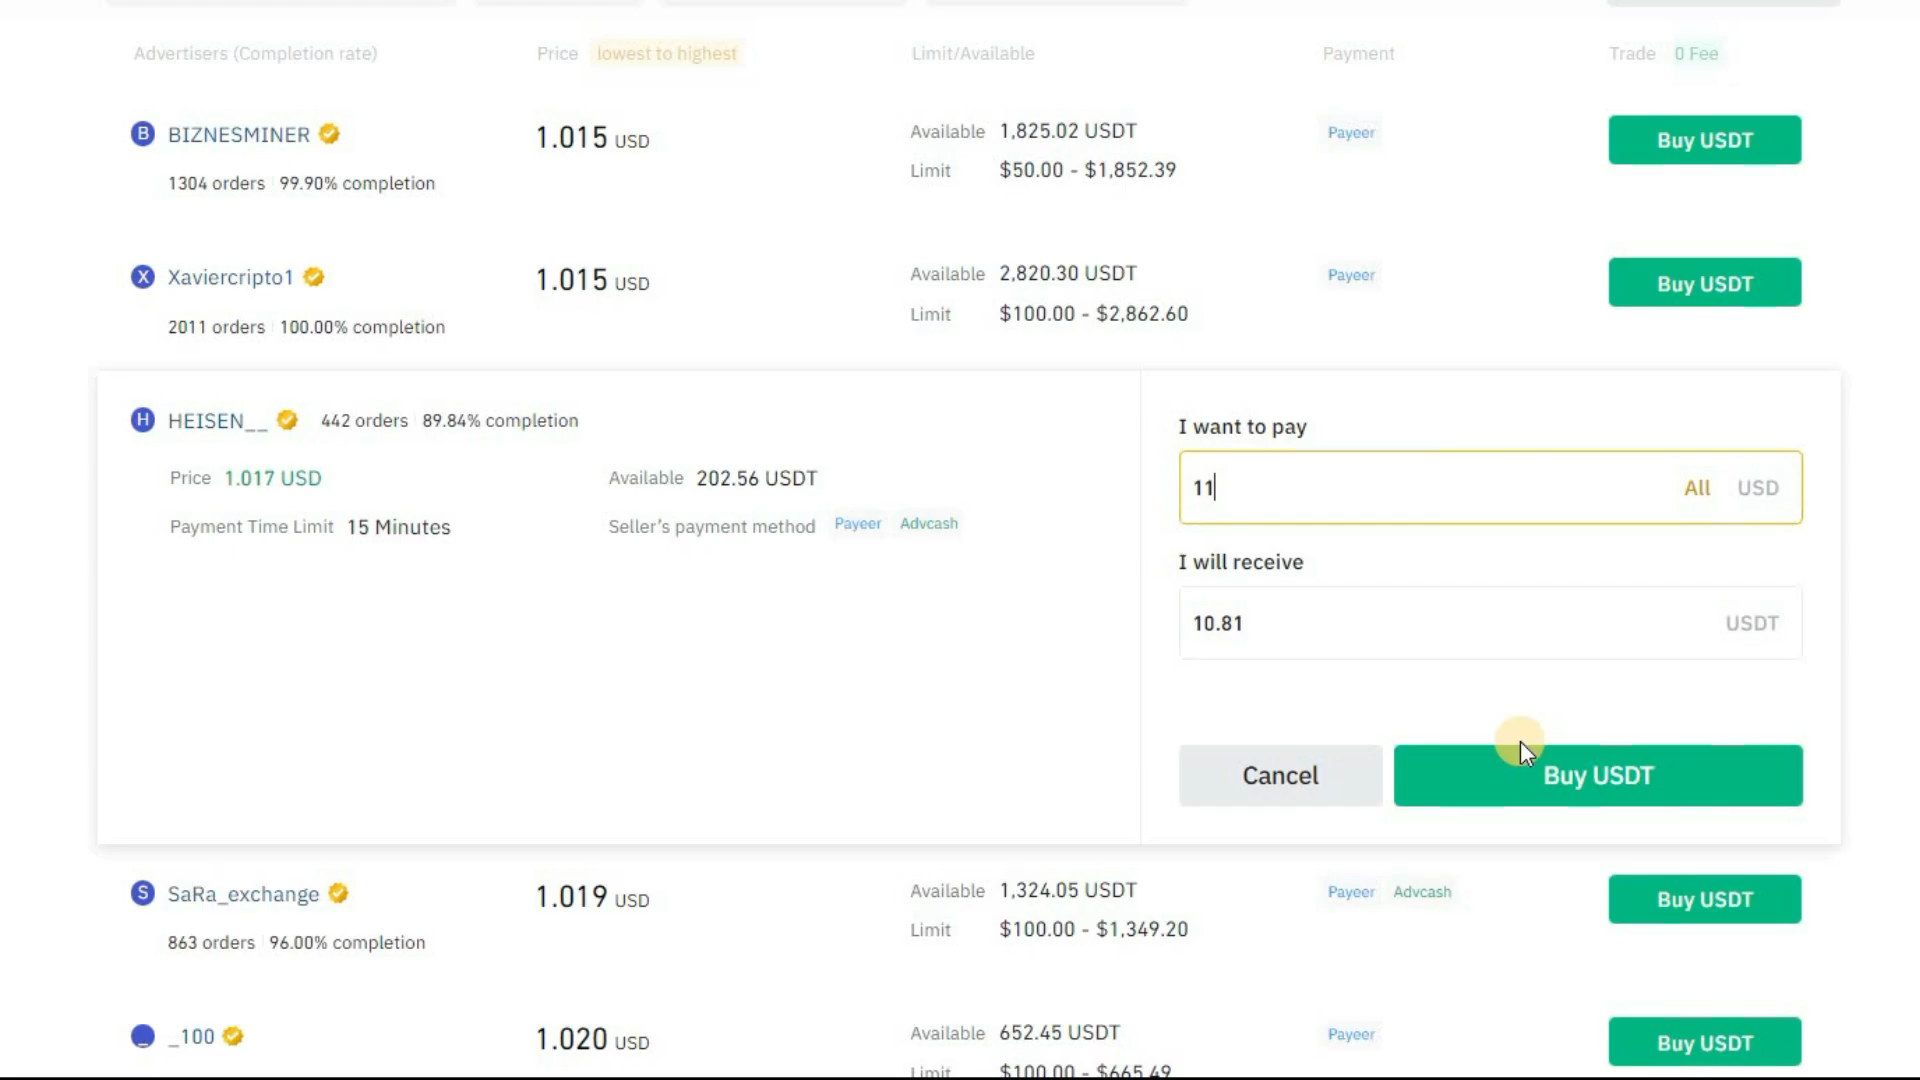 Advertisers (Completion rate) Price lowest to highest Limit/Available Payment Trade 0 Fee
B BIZNESMINER 1.015 USD Available 1,825.02 USDT Payeer Buy USDT
1304 orders 99.90% completion Limit $50.00 - $1,852.39
X Xaviercripto1 1.015 USD Available 2,820.30 USDT Payeer Buy USDT
2011 orders 100.00% completion Limit $100.00 - $2,862.60
H HEISEN__ 442 orders 89.84% completion
Price 1.017 USD Available 202.56 USDT
Payment Time Limit 15 Minutes Seller's payment method Payeer Advcash
I want to pay
11 All USD
I will receive
10.81 USDT
Cancel Buy USDT
S SaRa_exchange 1.019 USD Available 1,324.05 USDT Payeer Advcash Buy USDT
863 orders 96.00% completion Limit $100.00 - $1,349.20
_ _100 1.020 USD Available 652.45 USDT Payeer Buy USDT
Limit $100.00 - $665.49